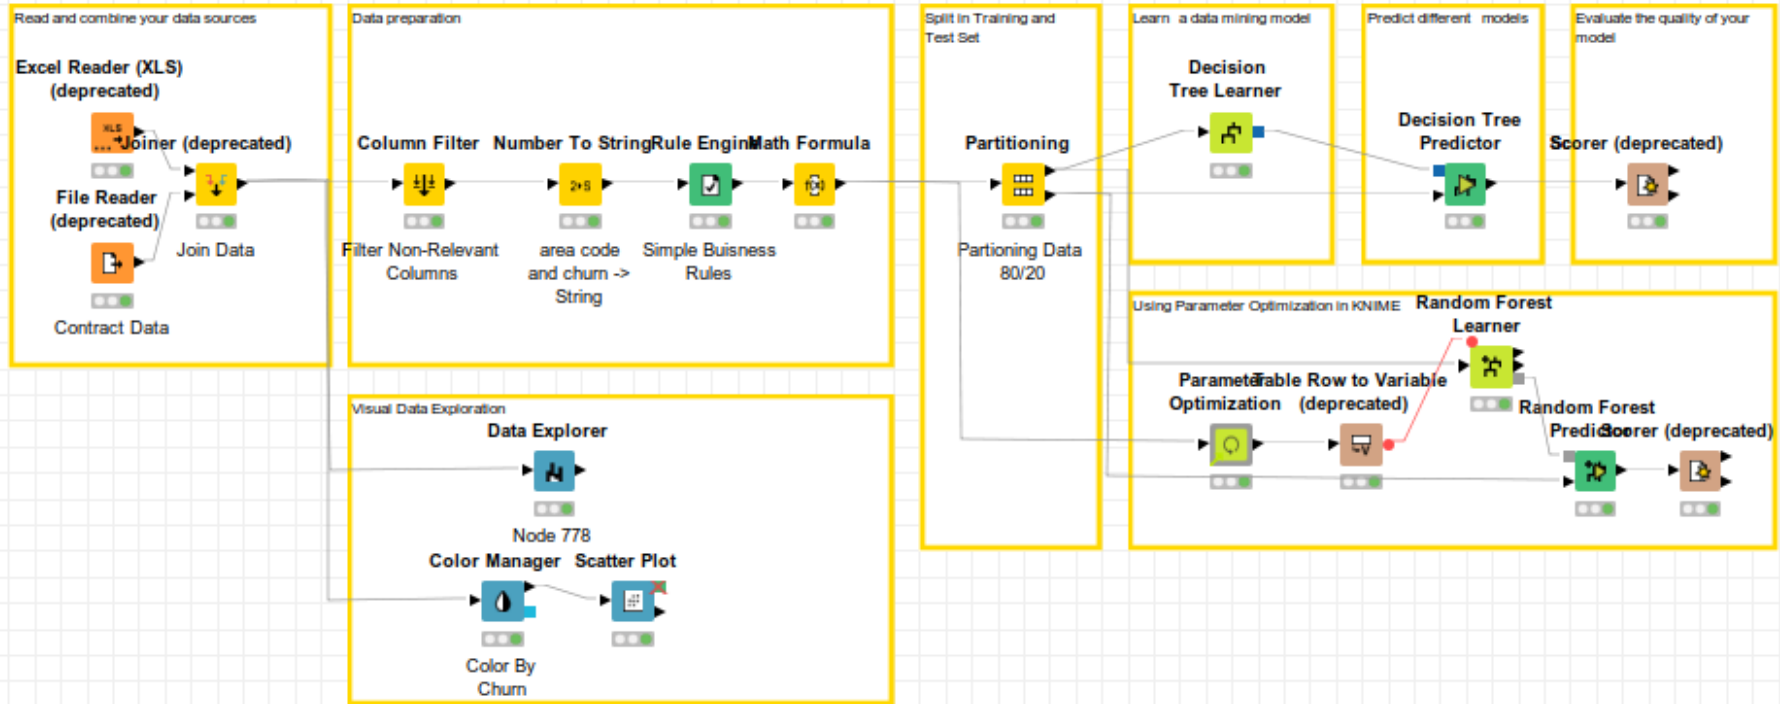 Read and combine your data sources
Excel Reader (XLS)
(deprecated)
XLS
Joiner (deprecated)
File Reader
(deprecated)
Join Data
Contract Data
Data preparation
Column Filter
Number To String
Rule Engine
Math Formula
2+S
f(x)
Filter Non-Relevant
Columns
area code
and churn ->
String
Simple Buisness
Rules
Visual Data Exploration
Data Explorer
Node 778
Color Manager
Scatter Plot
Color By
Churn
Split in Training and
Test Set
Partitioning
Partioning Data
80/20
Learn a data mining model
Decision
Tree Learner
Predict different models
Decision Tree
Predictor
Evaluate the quality of your
model
Scorer (deprecated)
Using Parameter Optimization in KNIME
Random Forest
Learner
Parameter
Optimization
Table Row to Variable
(deprecated)
Random Forest
Predictor
Scorer (deprecated)